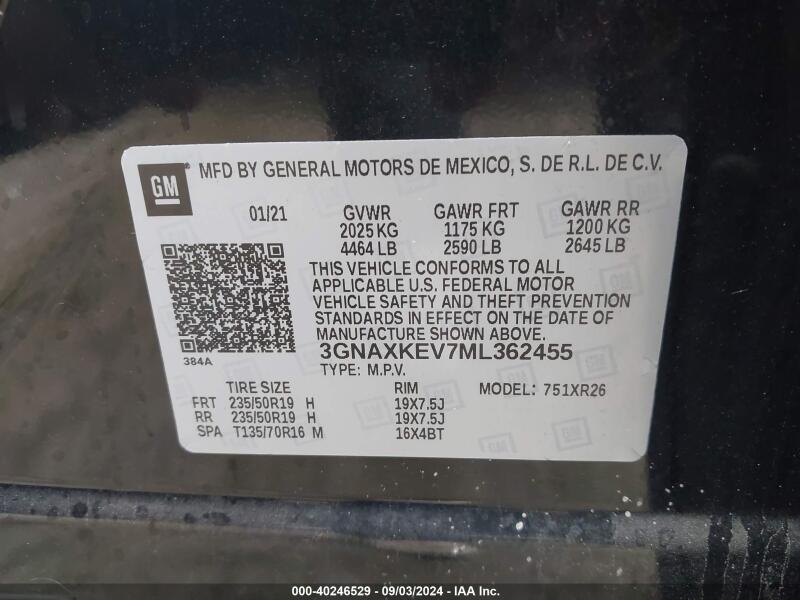 GM
MFD BY GENERAL MOTORS DE MEXICO, S. DE R.L. DE C.V.
01/21 GVWR GAWR FRT GAWR RR
2025 KG 1175 KG 1200 KG
4464 LB 2590 LB 2645 LB
THIS VEHICLE CONFORMS TO ALL
APPLICABLE U.S. FEDERAL MOTOR
VEHICLE SAFETY AND THEFT PREVENTION
STANDARDS IN EFFECT ON THE DATE OF
MANUFACTURE SHOWN ABOVE.
384A
3GNAXKEV7ML362455
TYPE: M.P.V.
TIRE SIZE RIM MODEL: 751XR26
FRT 235/50R19 H 19X7.5J
RR 235/50R19 H 19X7.5J
SPA T135/70R16 M 16X4BT
000-40246529 - 09/03/2024 - IAA Inc.